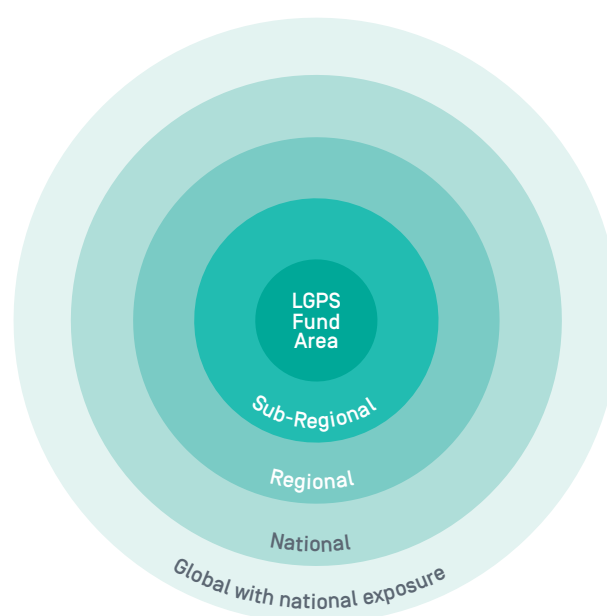 LGPS
Fund
Area
Sub-Regional
Regional
National
Global with national exposure